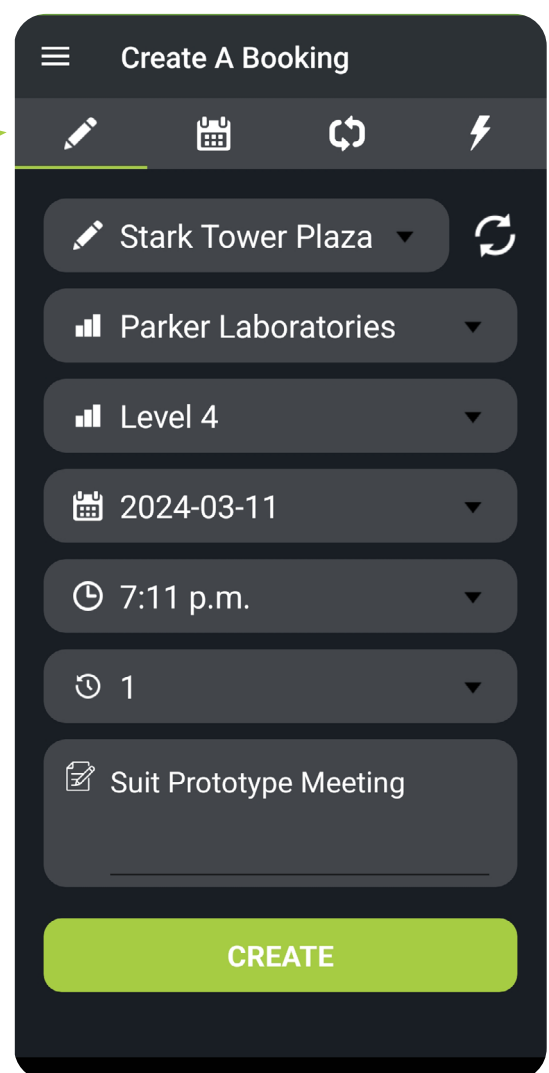 Create A Booking
Stark Tower Plaza
Parker Laboratories
Level 4
2024-03-11
7:11 p.m.
1
Suit Prototype Meeting
CREATE